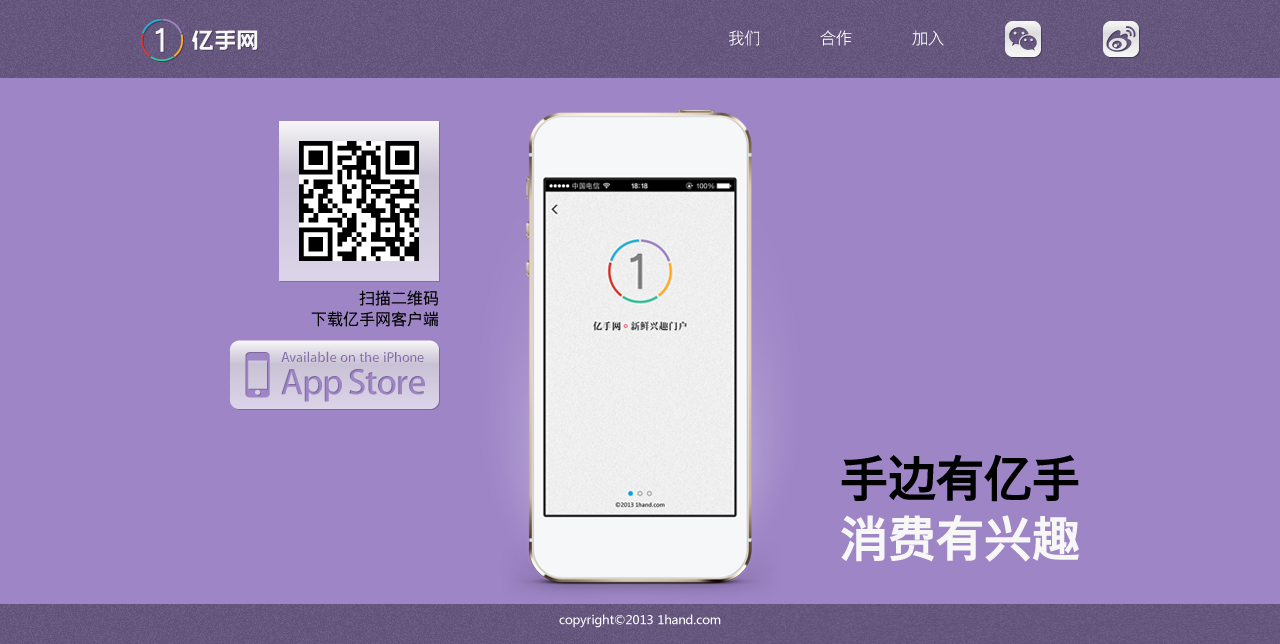 1 亿手网
我们 合作 加入
扫描二维码
下载亿手网客户端
Available on the iPhone
App Store
中国电信 18:18 100%
1
亿手网 新鲜兴趣门户
©2013 1hand.com
手边有亿手
消费有兴趣
copyright©2013 1hand.com